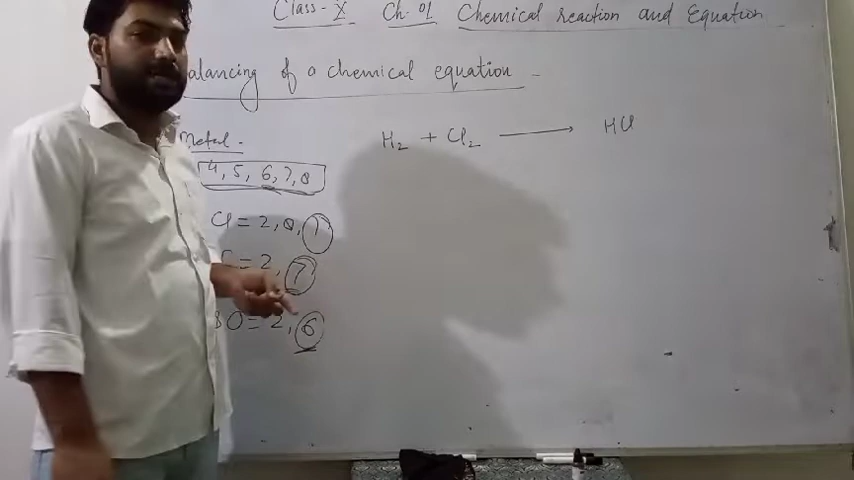 Class-X Ch.01 Chemical reaction and Equation
alancing of a chemical equation
Metal
4, 5, 6, 7, 8
H₂ + Cl₂ ⟶ HCl
Cl = 2, 8, 7
F = 2, 7
8O = 2, 6